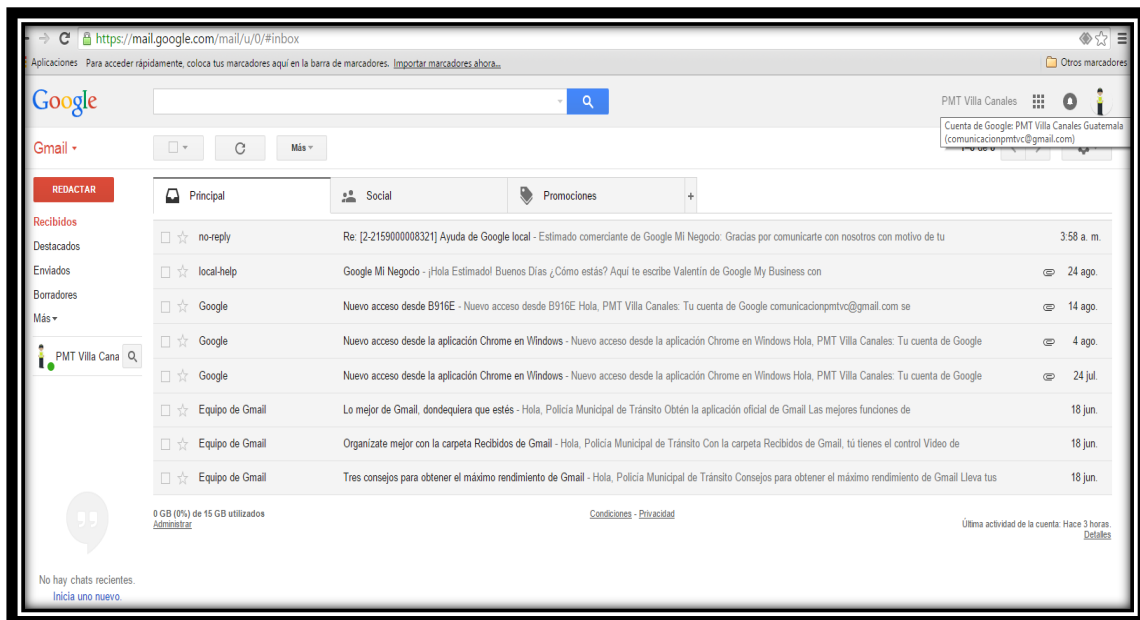 https://mail.google.com/mail/u/0/#inbox
Aplicaciones Para acceder rápidamente, coloca tus marcadores aquí en la barra de marcadores. Importar marcadores ahora... Otros marcadores
Google PMT Villa Canales
Cuenta de Google: PMT Villa Canales Guatemala
(comunicacionpmtvc@gmail.com)
Gmail Más
REDACTAR Principal Social Promociones +
Recibidos
Destacados
Enviados
Borradores
Más
PMT Villa Cana
no-reply Re: [2-2159000008321] Ayuda de Google local - Estimado comerciante de Google Mi Negocio: Gracias por comunicarte con nosotros con motivo de tu 3:58 a. m.
local-help Google Mi Negocio - ¡Hola Estimado! Buenos Días ¿Cómo estás? Aquí te escribe Valentín de Google My Business con 24 ago.
Google Nuevo acceso desde B916E - Nuevo acceso desde B916E Hola, PMT Villa Canales: Tu cuenta de Google comunicacionpmtvc@gmail.com se 14 ago.
Google Nuevo acceso desde la aplicación Chrome en Windows - Nuevo acceso desde la aplicación Chrome en Windows Hola, PMT Villa Canales: Tu cuenta de Google 4 ago.
Google Nuevo acceso desde la aplicación Chrome en Windows - Nuevo acceso desde la aplicación Chrome en Windows Hola, PMT Villa Canales: Tu cuenta de Google 24 jul.
Equipo de Gmail Lo mejor de Gmail, dondequiera que estés - Hola, Policía Municipal de Tránsito Obtén la aplicación oficial de Gmail Las mejores funciones de 18 jun.
Equipo de Gmail Organízate mejor con la carpeta Recibidos de Gmail - Hola, Policía Municipal de Tránsito Con la carpeta Recibidos de Gmail, tú tienes el control Video de 18 jun.
Equipo de Gmail Tres consejos para obtener el máximo rendimiento de Gmail - Hola, Policía Municipal de Tránsito Consejos para obtener el máximo rendimiento de Gmail Lleva tus 18 jun.
0 GB (0%) de 15 GB utilizados
Administrar
Condiciones - Privacidad
Última actividad de la cuenta: Hace 3 horas.
Detalles
No hay chats recientes.
Inicia uno nuevo.